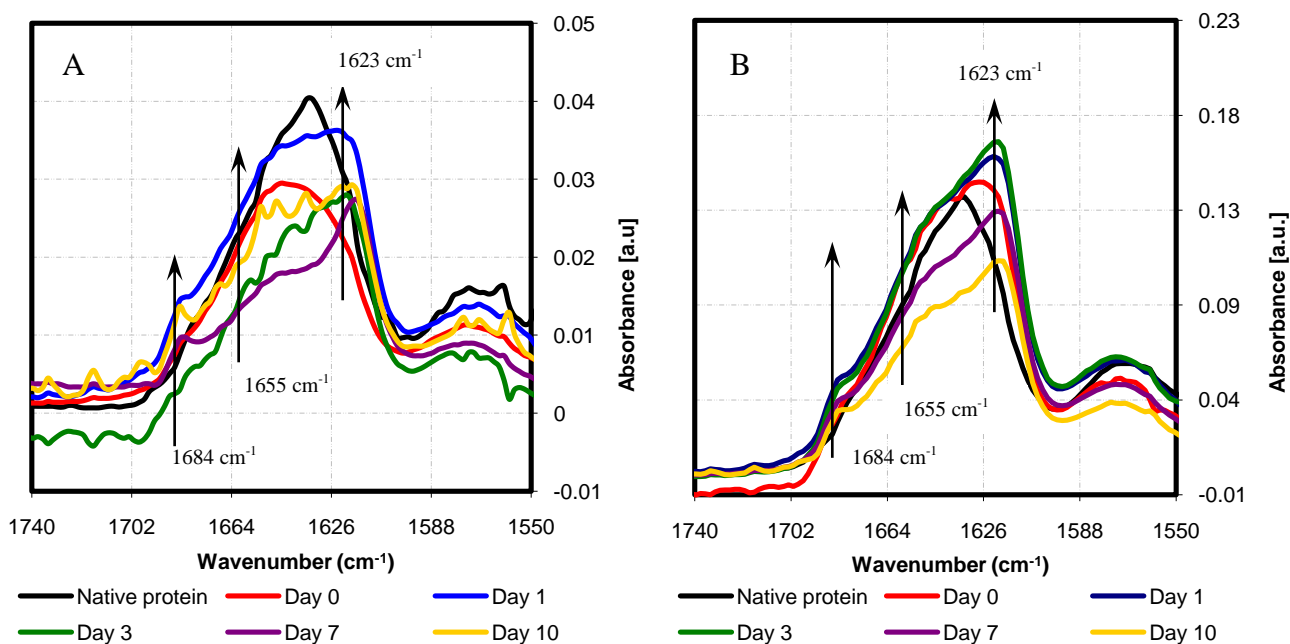 A
1623 cm-1
1655 cm-1
1684 cm-1
0.05
0.04
0.03
0.02
0.01
0
-0.01
Absorbance [a.u]
1740 1702 1664 1626 1588 1550
Wavenumber (cm-1)
Native protein Day 0 Day 1
Day 3 Day 7 Day 10
B
1623 cm-1
1655 cm-1
1684 cm-1
0.23
0.18
0.13
0.09
0.04
-0.01
Absorbance [a.u.]
1740 1702 1664 1626 1588 1550
Wavenumber (cm-1)
Native protein Day 0 Day 1
Day 3 Day 7 Day 10